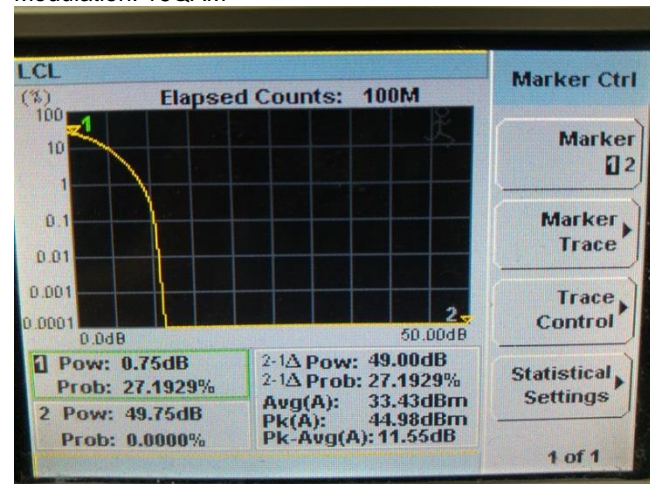 LCL
Marker Ctrl
(%)
Elapsed Counts: 100M
100
1
10
1
0.1
0.01
0.001
0.0001
2
0.0dB
50.00dB
Marker
1 2
Marker
Trace
Trace
Control
Statistical
Settings
1 of 1
1 Pow: 0.75dB
Prob: 27.1929%
2 Pow: 49.75dB
Prob: 0.0000%
2-1Δ Pow: 49.00dB
2-1Δ Prob: 27.1929%
Avg(A): 33.43dBm
Pk(A): 44.98dBm
Pk-Avg(A): 11.55dB